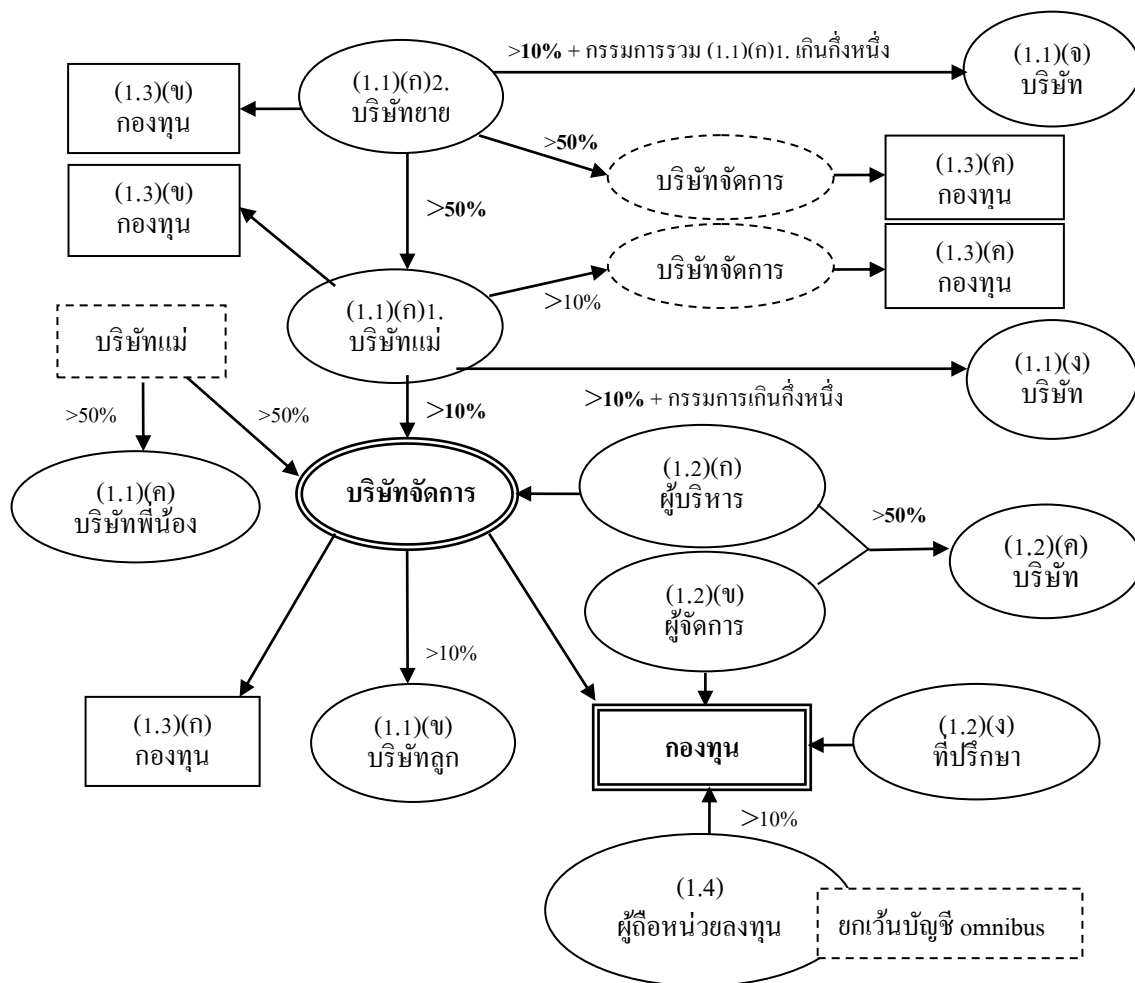 >10% + กรรมการรวม (1.1)(ก)1. เกินกึ่งหนึ่ง
(1.1)(จ)
บริษัท
(1.1)(ก)2.
บริษัทยาย
(1.3)(ข)
กองทุน
>50%
บริษัทจัดการ
(1.3)(ค)
กองทุน
(1.3)(ข)
กองทุน
>50%
บริษัทจัดการ
(1.3)(ค)
กองทุน
>10%
(1.1)(ก)1.
บริษัทแม่
บริษัทแม่
(1.1)(ง)
บริษัท
>10% + กรรมการเกินกึ่งหนึ่ง
>50%
>50%
>10%
(1.1)(ค)
บริษัทพี่น้อง
บริษัทจัดการ
(1.2)(ก)
ผู้บริหาร
>50%
(1.2)(ค)
บริษัท
(1.2)(ข)
ผู้จัดการ
>10%
(1.3)(ก)
กองทุน
(1.1)(ข)
บริษัทลูก
กองทุน
(1.2)(ง)
ที่ปรึกษา
>10%
(1.4)
ผู้ถือหน่วยลงทุน
ยกเว้นบัญชี omnibus